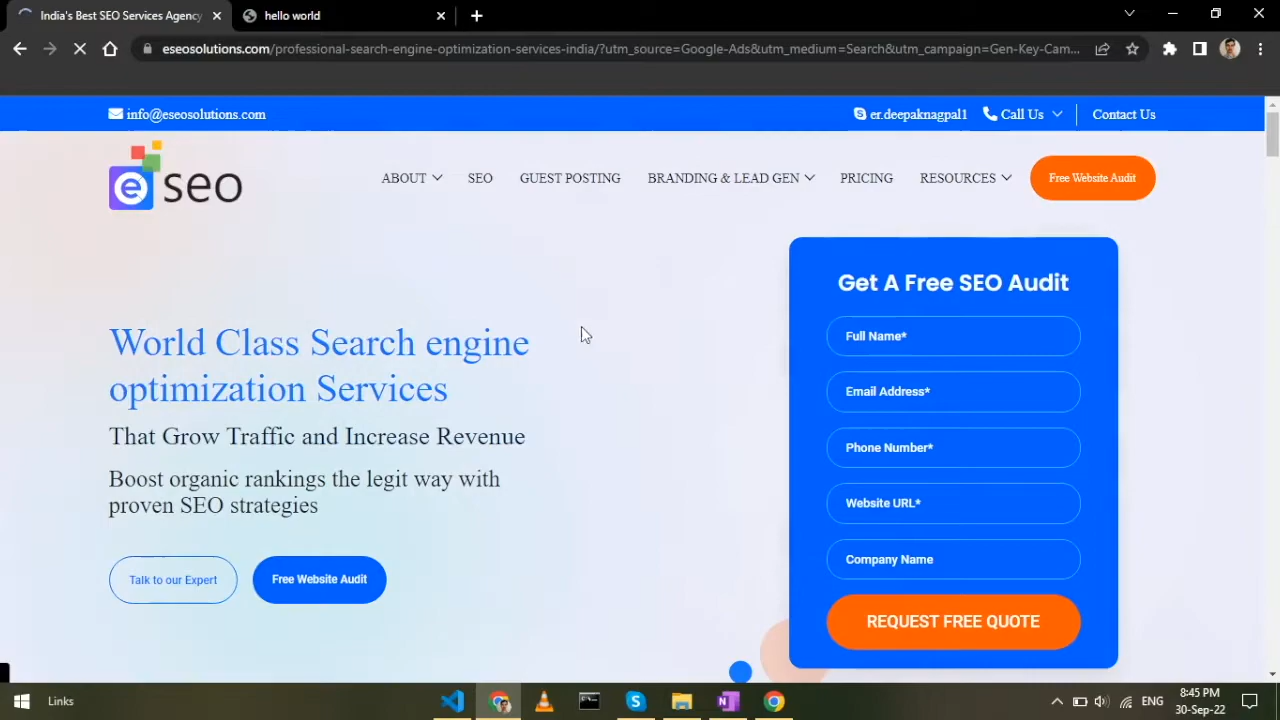 India's Best SEO Services Agency
hello world
eseosolutions.com/professional-search-engine-optimization-services-india/?utm_source=Google-Ads&utm_medium=Search&utm_campaign=Gen-Key-Cam...
info@eseosolutions.com
er.deepaknagpal1
Call Us
Contact Us
e seo
ABOUT
SEO
GUEST POSTING
BRANDING & LEAD GEN
PRICING
RESOURCES
Free Website Audit
World Class Search engine
optimization Services
That Grow Traffic and Increase Revenue
Boost organic rankings the legit way with
proven SEO strategies
Talk to our Expert
Free Website Audit
Get A Free SEO Audit
Full Name*
Email Address*
Phone Number*
Website URL*
Company Name
REQUEST FREE QUOTE
Links
ENG
8:45 PM
30-Sep-22